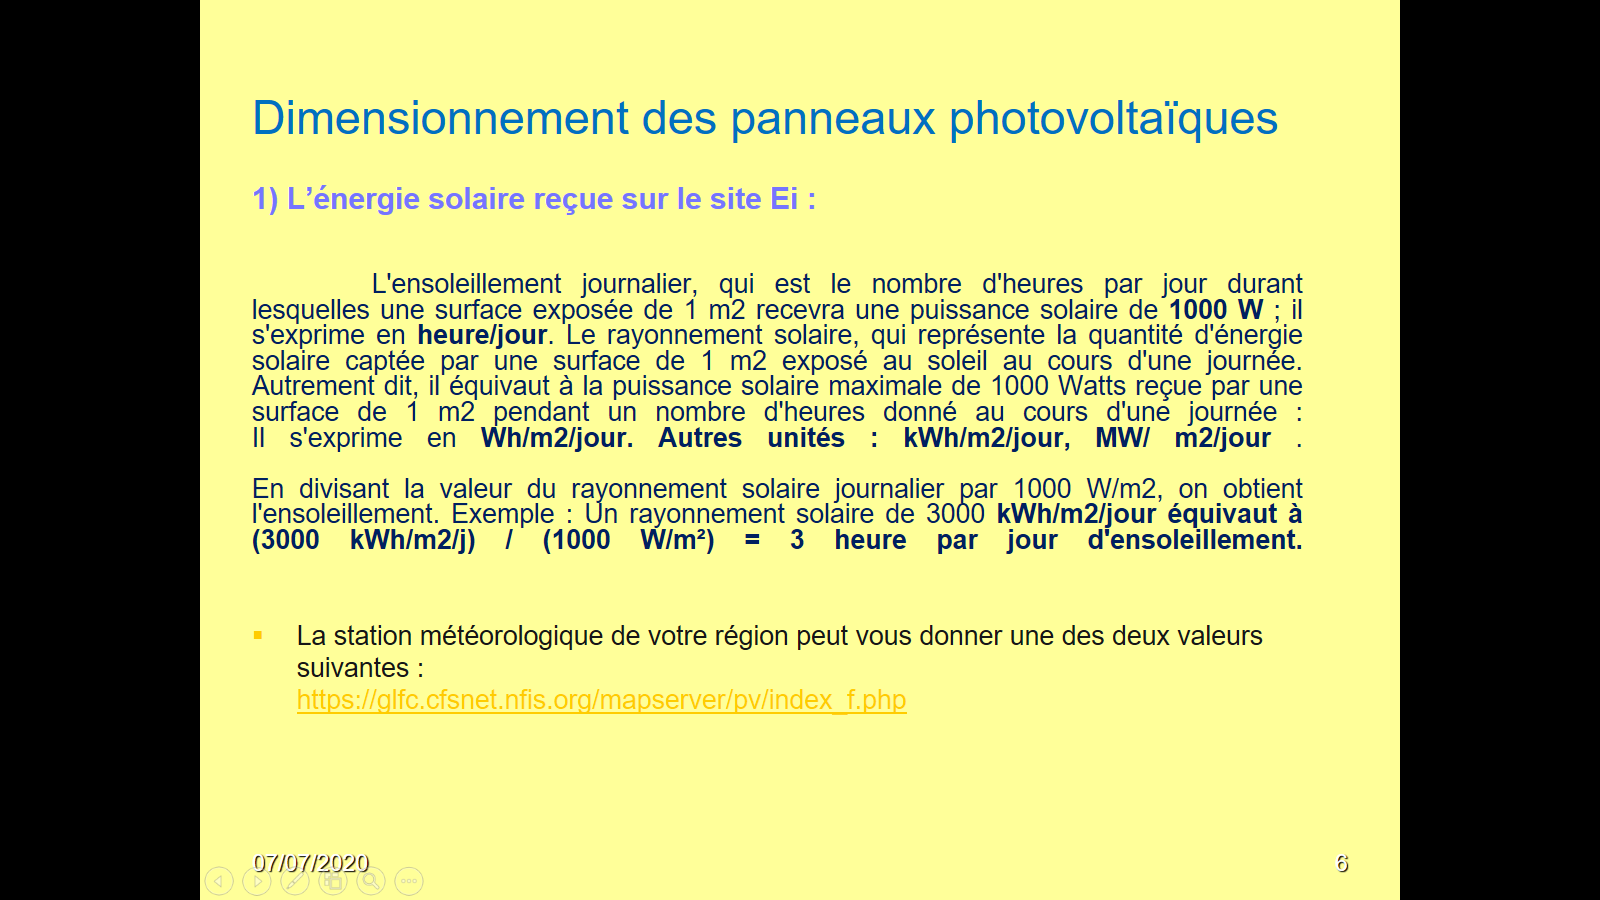 Dimensionnement des panneaux photovoltaïques
1) L’énergie solaire reçue sur le site Ei :
L'ensoleillement journalier, qui est le nombre d'heures par jour durant
lesquelles une surface exposée de 1 m2 recevra une puissance solaire de 1000 W ; il
s'exprime en heure/jour. Le rayonnement solaire, qui représente la quantité d'énergie
solaire captée par une surface de 1 m2 exposé au soleil au cours d'une journée.
Autrement dit, il équivaut à la puissance solaire maximale de 1000 Watts reçue par une
surface de 1 m2 pendant un nombre d'heures donné au cours d'une journée :
Il s'exprime en Wh/m2/jour. Autres unités : kWh/m2/jour, MW/ m2/jour .
En divisant la valeur du rayonnement solaire journalier par 1000 W/m2, on obtient
l'ensoleillement. Exemple : Un rayonnement solaire de 3000 kWh/m2/jour équivaut à
(3000 kWh/m2/j) / (1000 W/m²) = 3 heure par jour d'ensoleillement.
▪ La station météorologique de votre région peut vous donner une des deux valeurs
suivantes :
https://glfc.cfsnet.nfis.org/mapserver/pv/index_f.php
07/07/2020
6